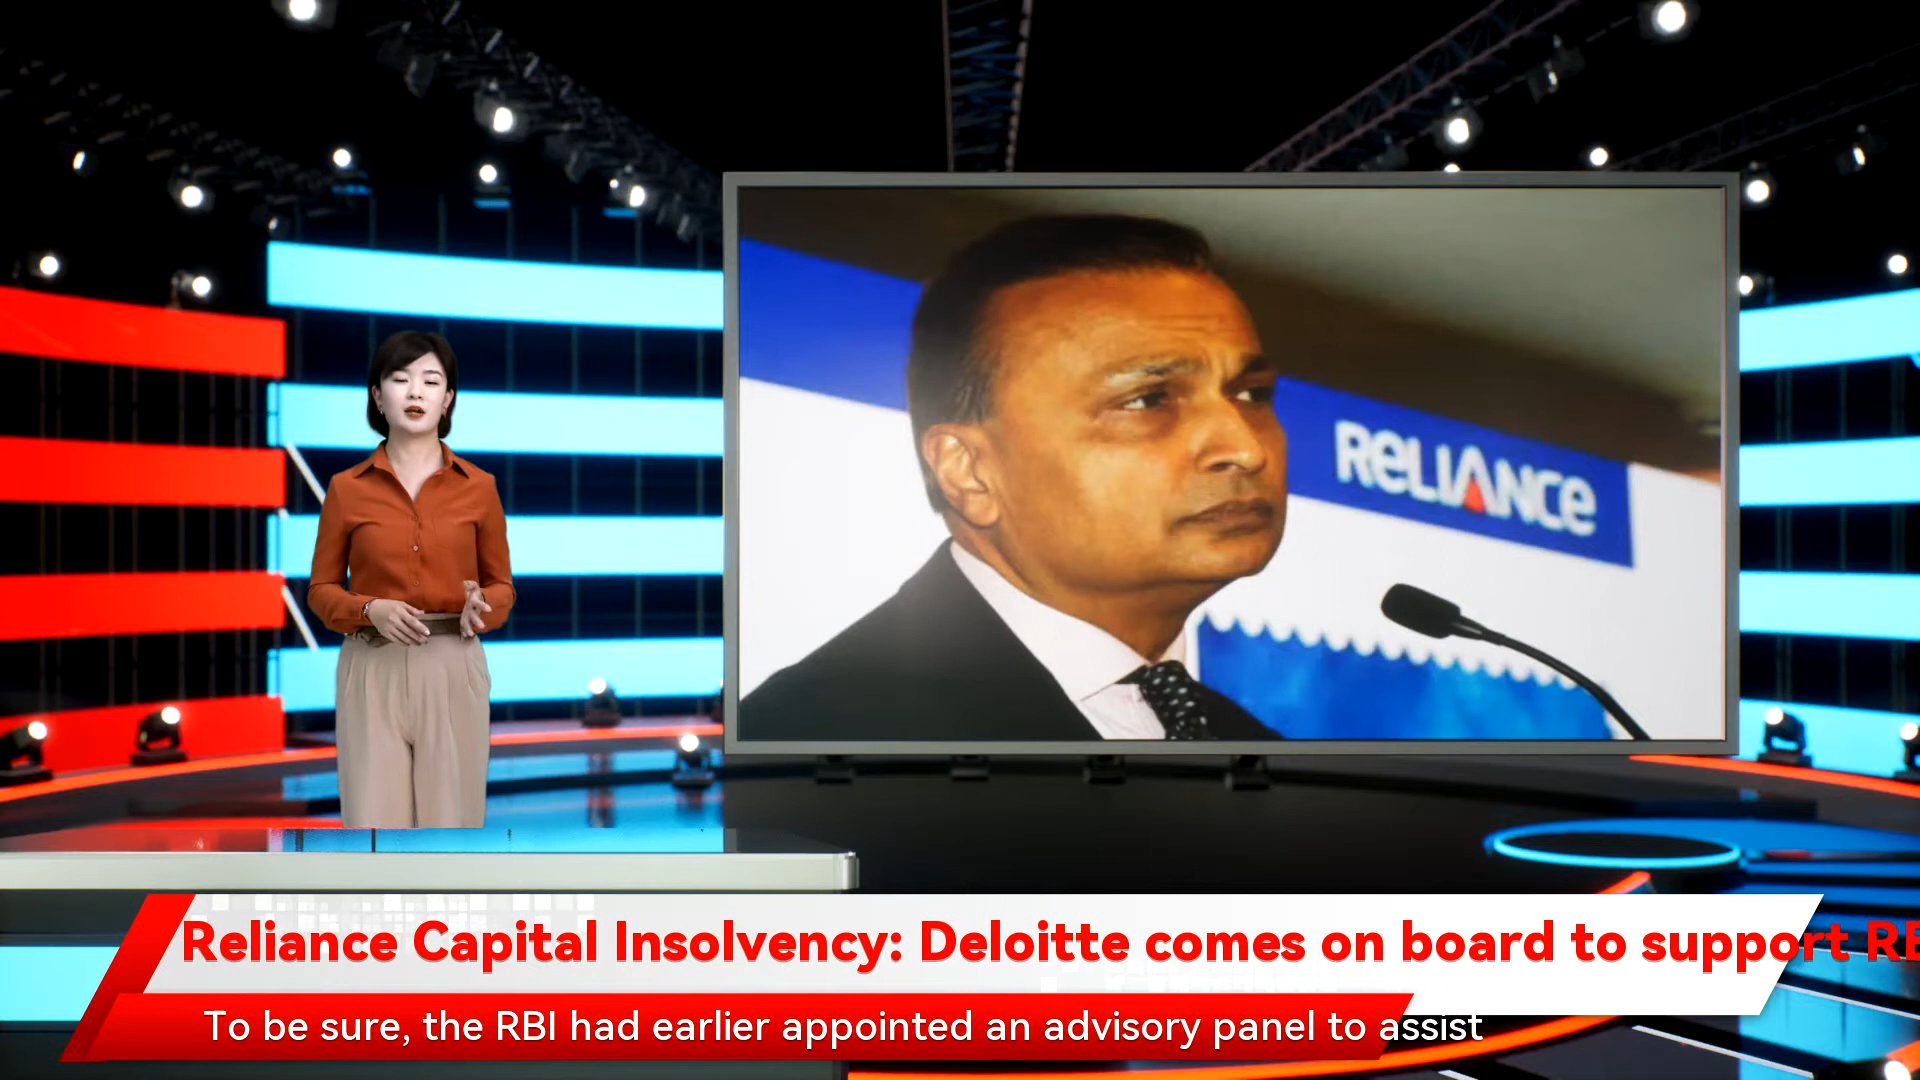 RELIANCE
Reliance Capital Insolvency: Deloitte comes on board to support
To be sure, the RBI had earlier appointed an advisory panel to assist